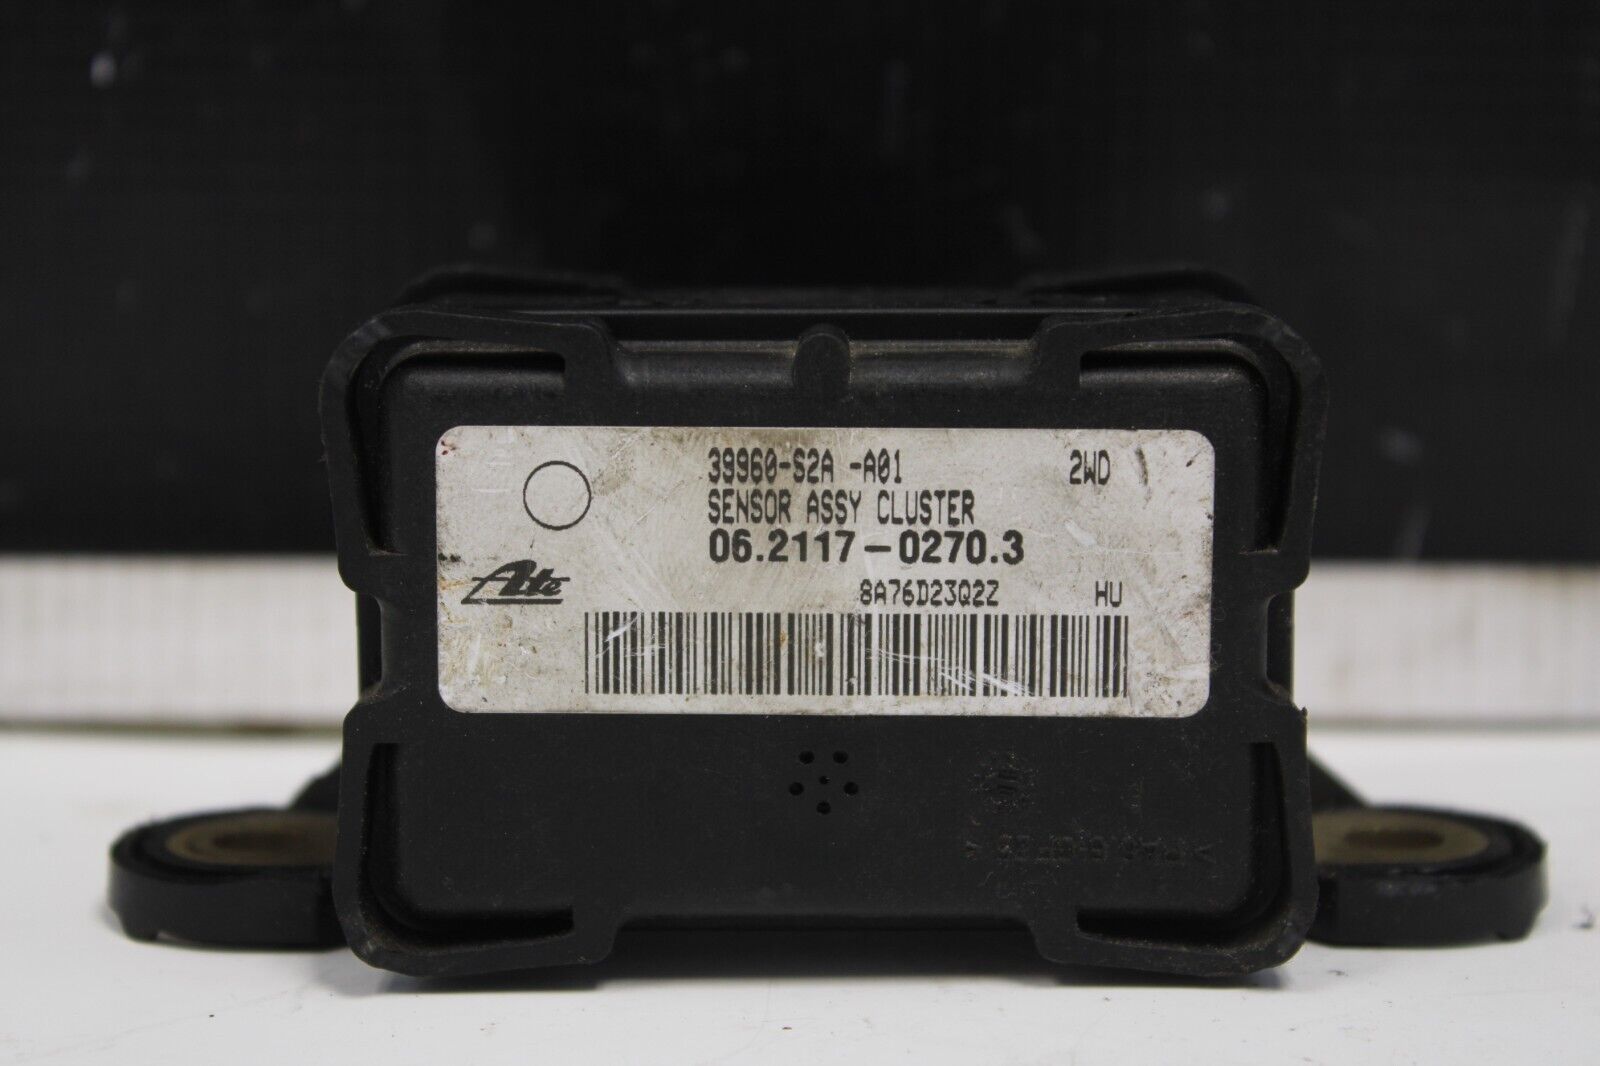 39960-S2A -A01 2WD
SENSOR ASSY CLUSTER
06.2117-0270.3
Ate
8A76D23Q2Z HU